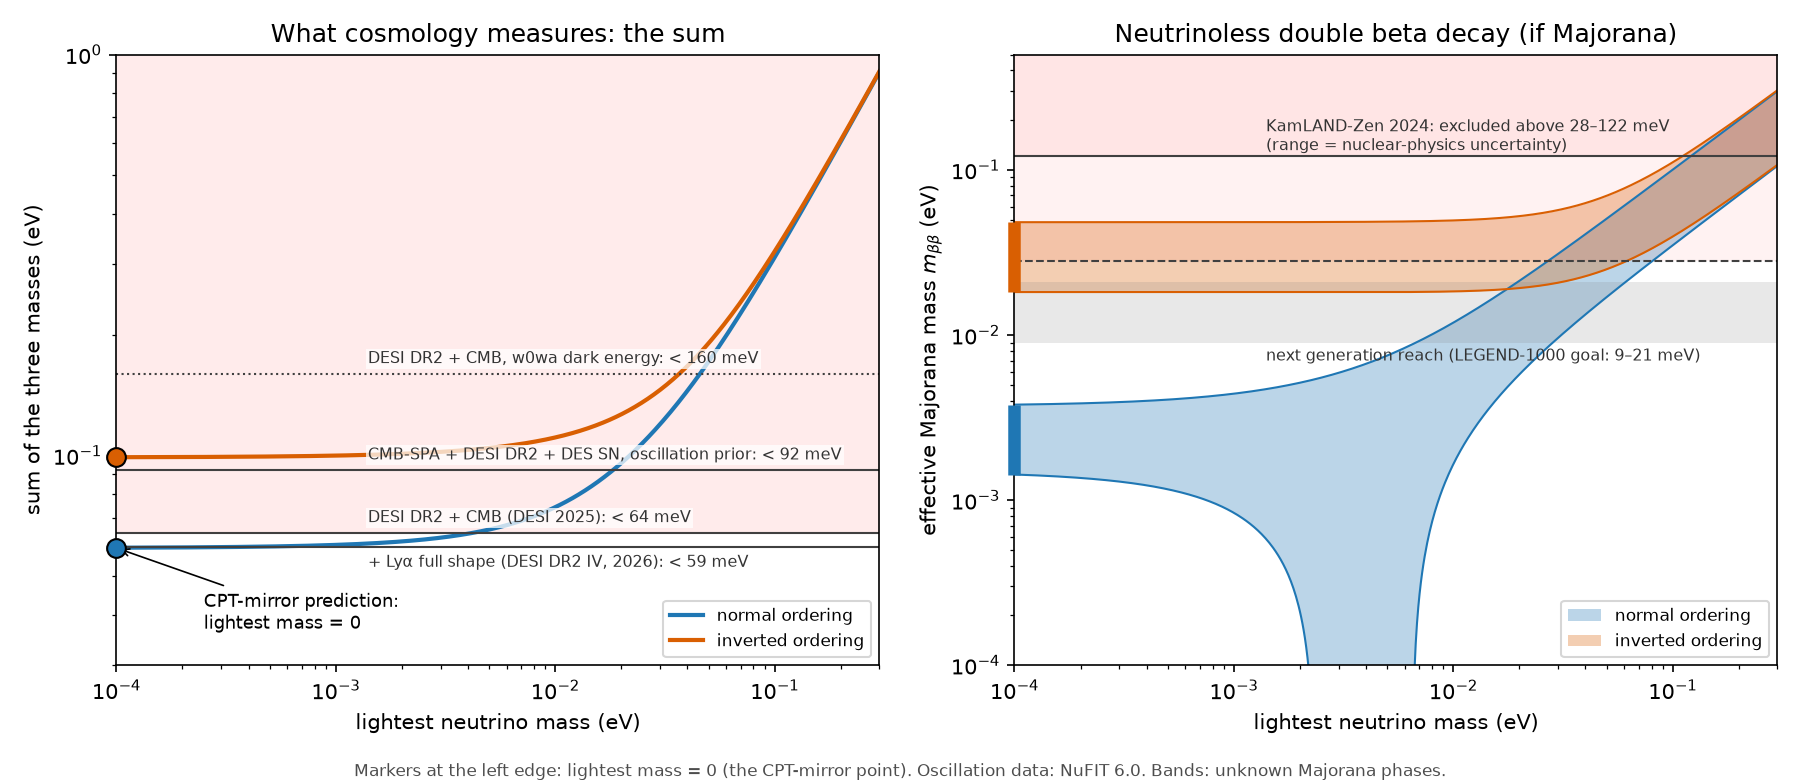 What cosmology measures: the sum
sum of the three masses (eV)
10⁰
10⁻¹
DESI DR2 + CMB, w0wa dark energy: < 160 meV
CMB-SPA + DESI DR2 + DES SN, oscillation prior: < 92 meV
DESI DR2 + CMB (DESI 2025): < 64 meV
+ Lyα full shape (DESI DR2 IV, 2026): < 59 meV
CPT-mirror prediction:
lightest mass = 0
normal ordering
inverted ordering
10⁻⁴ 10⁻³ 10⁻² 10⁻¹
lightest neutrino mass (eV)
Neutrinoless double beta decay (if Majorana)
effective Majorana mass mββ (eV)
10⁻¹
10⁻²
10⁻³
10⁻⁴
KamLAND-Zen 2024: excluded above 28–122 meV
(range = nuclear-physics uncertainty)
next generation reach (LEGEND-1000 goal: 9–21 meV)
normal ordering
inverted ordering
10⁻⁴ 10⁻³ 10⁻² 10⁻¹
lightest neutrino mass (eV)
Markers at the left edge: lightest mass = 0 (the CPT-mirror point). Oscillation data: NuFIT 6.0. Bands: unknown Majorana phases.